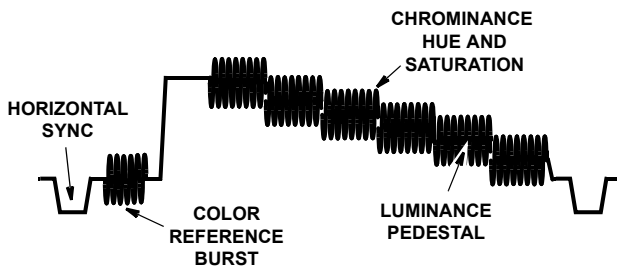 CHROMINANCE
HUE AND
SATURATION
HORIZONTAL
SYNC
COLOR
REFERENCE
BURST
LUMINANCE
PEDESTAL